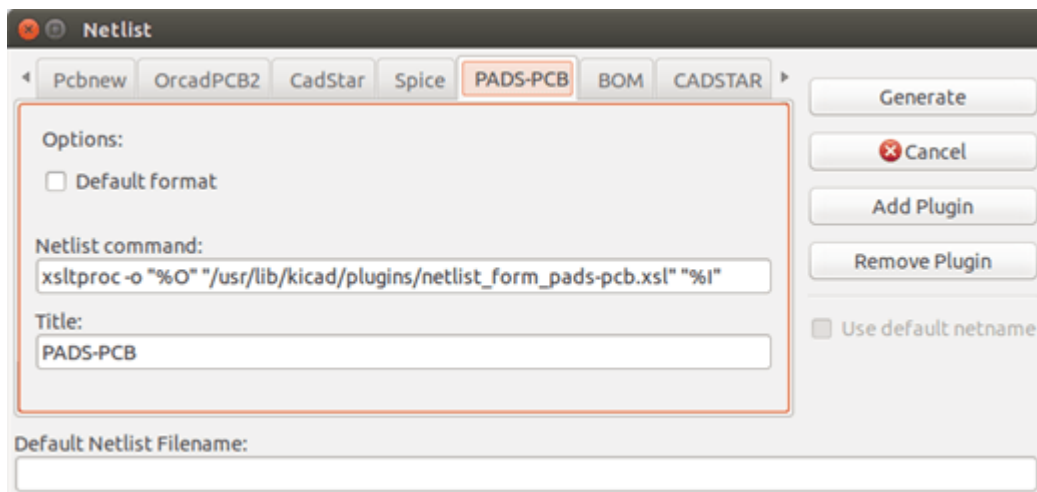 Netlist
Pcbnew OrcadPCB2 CadStar Spice PADS-PCB BOM CADSTAR
Options:
Default format
Netlist command:
xsltproc -o "%O" "/usr/lib/kicad/plugins/netlist_form_pads-pcb.xsl" "%I"
Title:
PADS-PCB
Generate
Cancel
Add Plugin
Remove Plugin
Use default netname
Default Netlist Filename: